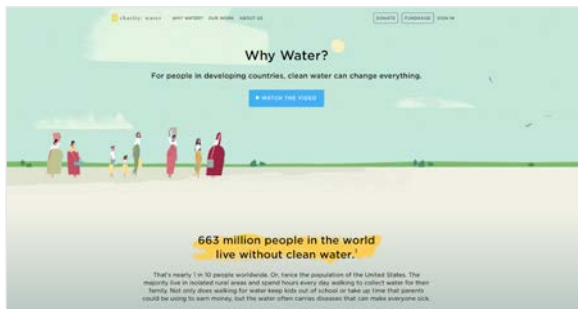 charity: water WHY WATER? OUR WORK ABOUT US DONATE FUNDRAISE SIGN IN
Why Water?
For people in developing countries, clean water can change everything.
WATCH THE VIDEO
663 million people in the world
live without clean water.1
That's nearly 1 in 10 people worldwide. Or, twice the population of the United States. The
majority live in isolated rural areas and spend hours every day walking to collect water for their
family. Not only does walking for water keep kids out of school or take up time that parents
could be using to earn money, but the water often carries diseases that can make everyone sick.